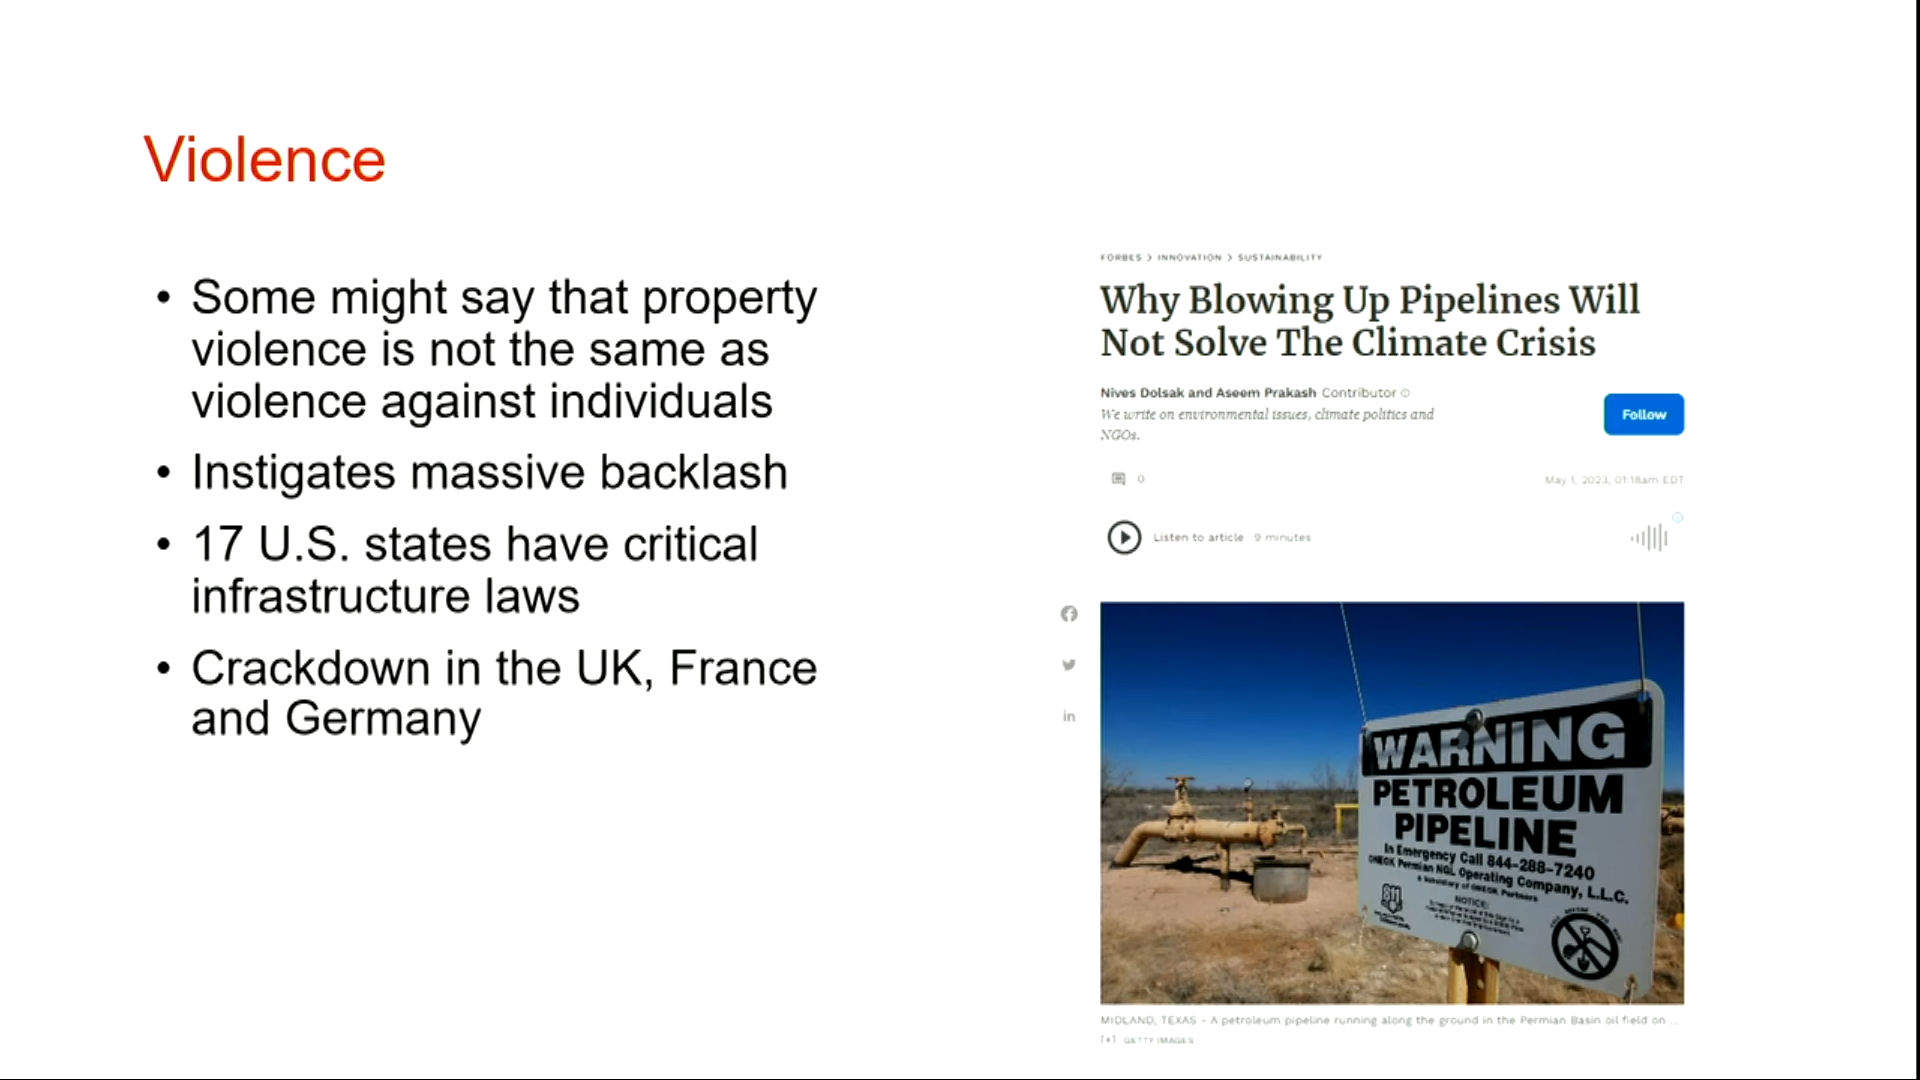 Violence
• Some might say that property
violence is not the same as
violence against individuals
• Instigates massive backlash
• 17 U.S. states have critical
infrastructure laws
• Crackdown in the UK, France
and Germany
FORBES > INNOVATION > SUSTAINABILITY
Why Blowing Up Pipelines Will
Not Solve The Climate Crisis
Nives Dolsak and Aseem Prakash Contributor
We write on environmental issues, climate politics and
NGOs.
Follow
0
May 1, 2023, 01:18am EDT
Listen to article 9 minutes
in
WARNING
PETROLEUM
PIPELINE
In Emergency Call 844-288-7240
ONEOK Permian NGL Operating Company, L.L.C.
A Subsidiary of ONEOK Partners
NOTICE:
811
MIDLAND, TEXAS - A petroleum pipeline running along the ground in the Permian Basin oil field on ...
[+] GETTY IMAGES